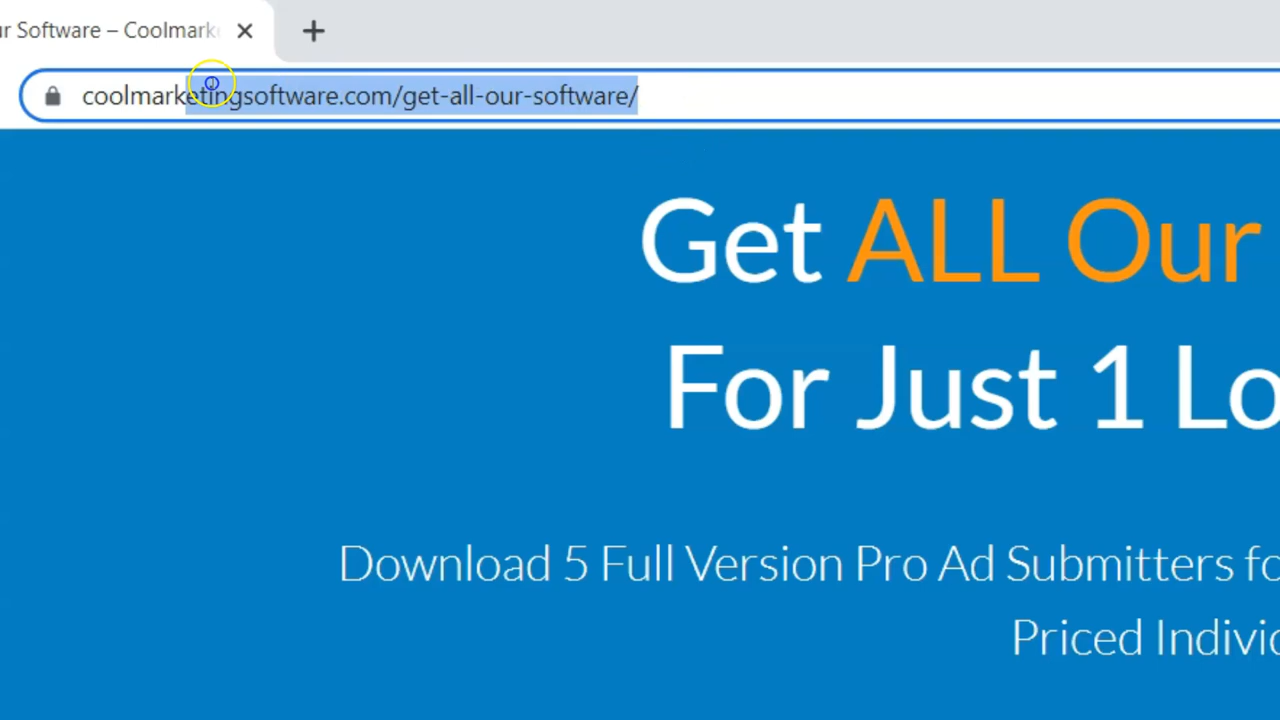 ur Software – Coolmark
coolmarketingsoftware.com/get-all-our-software/
Get ALL Our
For Just 1 Lo
Download 5 Full Version Pro Ad Submitters fo
Priced Indivi